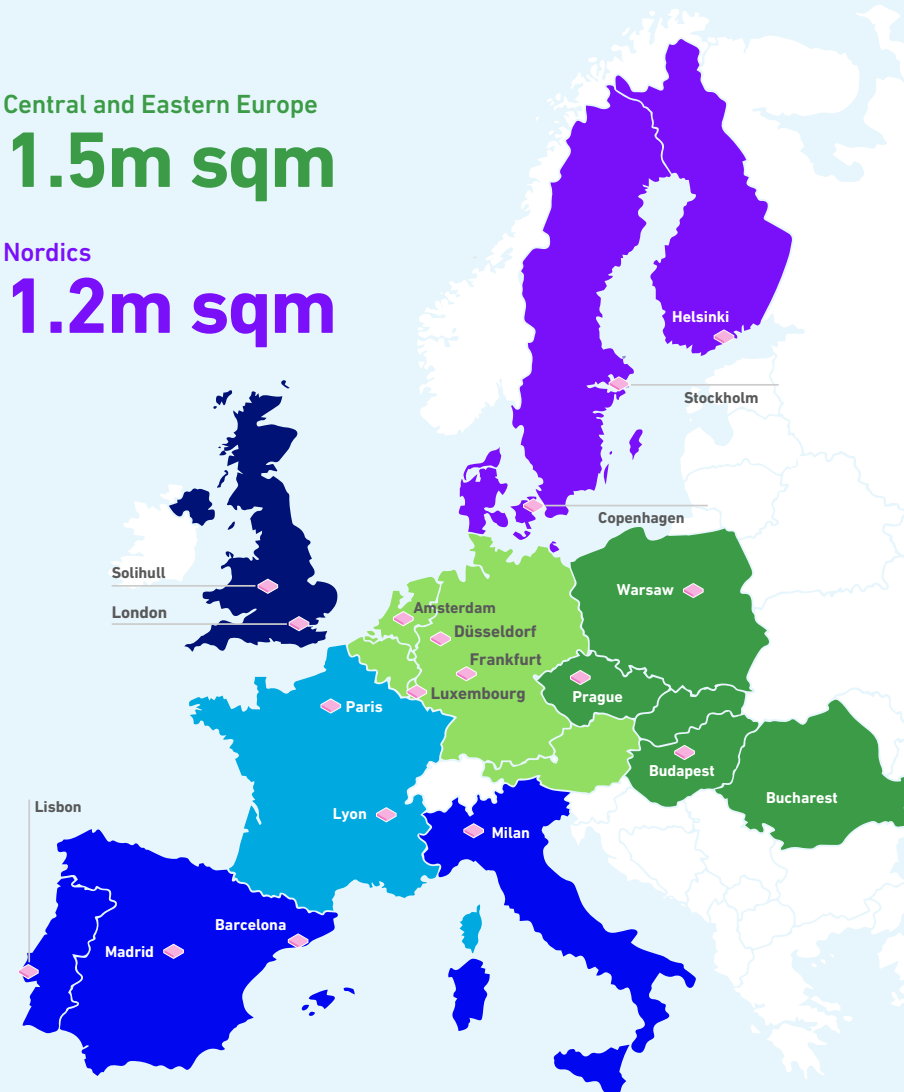 Central and Eastern Europe
1.5m sqm
Nordics
1.2m sqm
Helsinki
Stockholm
Copenhagen
Solihull
London
Warsaw
Amsterdam
Düsseldorf
Frankfurt
Luxembourg
Prague
Paris
Budapest
Bucharest
Lisbon
Lyon
Milan
Barcelona
Madrid